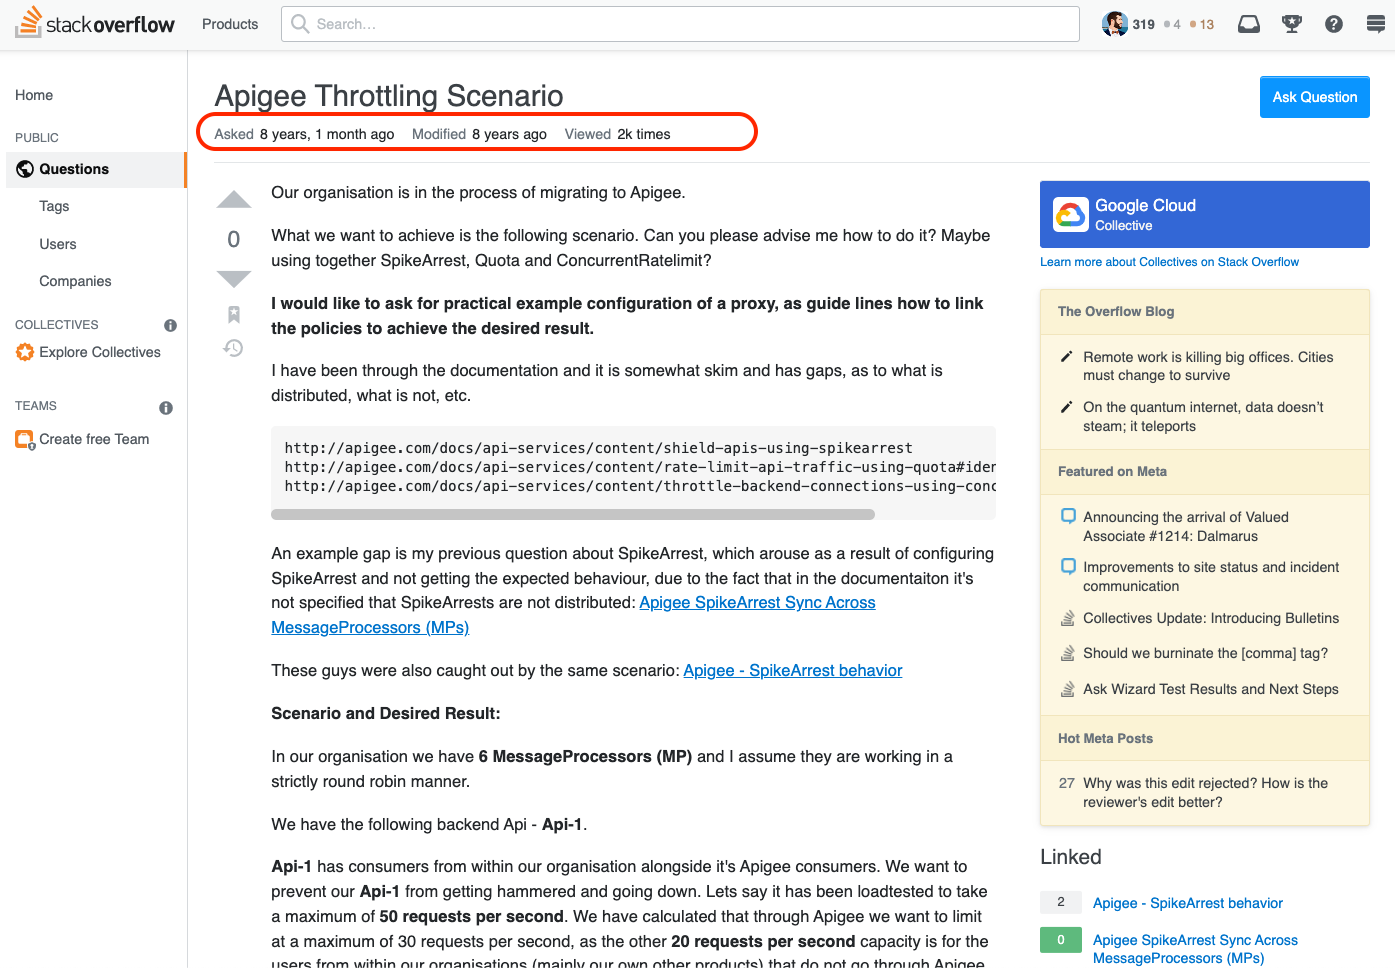 stack overflow
Products
Search...
319 4 13
Home
PUBLIC
Questions
Tags
Users
Companies
COLLECTIVES
Explore Collectives
TEAMS
Create free Team
Apigee Throttling Scenario
Ask Question
Asked 8 years, 1 month ago Modified 8 years ago Viewed 2k times
0
Our organisation is in the process of migrating to Apigee.
What we want to achieve is the following scenario. Can you please advise me how to do it? Maybe
using together SpikeArrest, Quota and ConcurrentRatelimit?
I would like to ask for practical example configuration of a proxy, as guide lines how to link
the policies to achieve the desired result.
I have been through the documentation and it is somewhat skim and has gaps, as to what is
distributed, what is not, etc.
http://apigee.com/docs/api-services/content/shield-apis-using-spikearrest
http://apigee.com/docs/api-services/content/rate-limit-api-traffic-using-quota#iden
http://apigee.com/docs/api-services/content/throttle-backend-connections-using-conc
An example gap is my previous question about SpikeArrest, which arouse as a result of configuring
SpikeArrest and not getting the expected behaviour, due to the fact that in the documentaiton it's
not specified that SpikeArrests are not distributed: Apigee SpikeArrest Sync Across
MessageProcessors (MPs)
These guys were also caught out by the same scenario: Apigee - SpikeArrest behavior
Scenario and Desired Result:
In our organisation we have 6 MessageProcessors (MP) and I assume they are working in a
strictly round robin manner.
We have the following backend Api - Api-1.
Api-1 has consumers from within our organisation alongside it's Apigee consumers. We want to
prevent our Api-1 from getting hammered and going down. Lets say it has been loadtested to take
a maximum of 50 requests per second. We have calculated that through Apigee we want to limit
at a maximum of 30 requests per second, as the other 20 requests per second capacity is for the
users from within our organisations (mainly our own other products) that do not go through Apigee
Google Cloud
Collective
Learn more about Collectives on Stack Overflow
The Overflow Blog
Remote work is killing big offices. Cities
must change to survive
On the quantum internet, data doesn't
steam; it teleports
Featured on Meta
Announcing the arrival of Valued
Associate #1214: Dalmarus
Improvements to site status and incident
communication
Collectives Update: Introducing Bulletins
Should we burninate the [comma] tag?
Ask Wizard Test Results and Next Steps
Hot Meta Posts
27 Why was this edit rejected? How is the
reviewer's edit better?
Linked
2 Apigee - SpikeArrest behavior
0 Apigee SpikeArrest Sync Across
MessageProcessors (MPs)